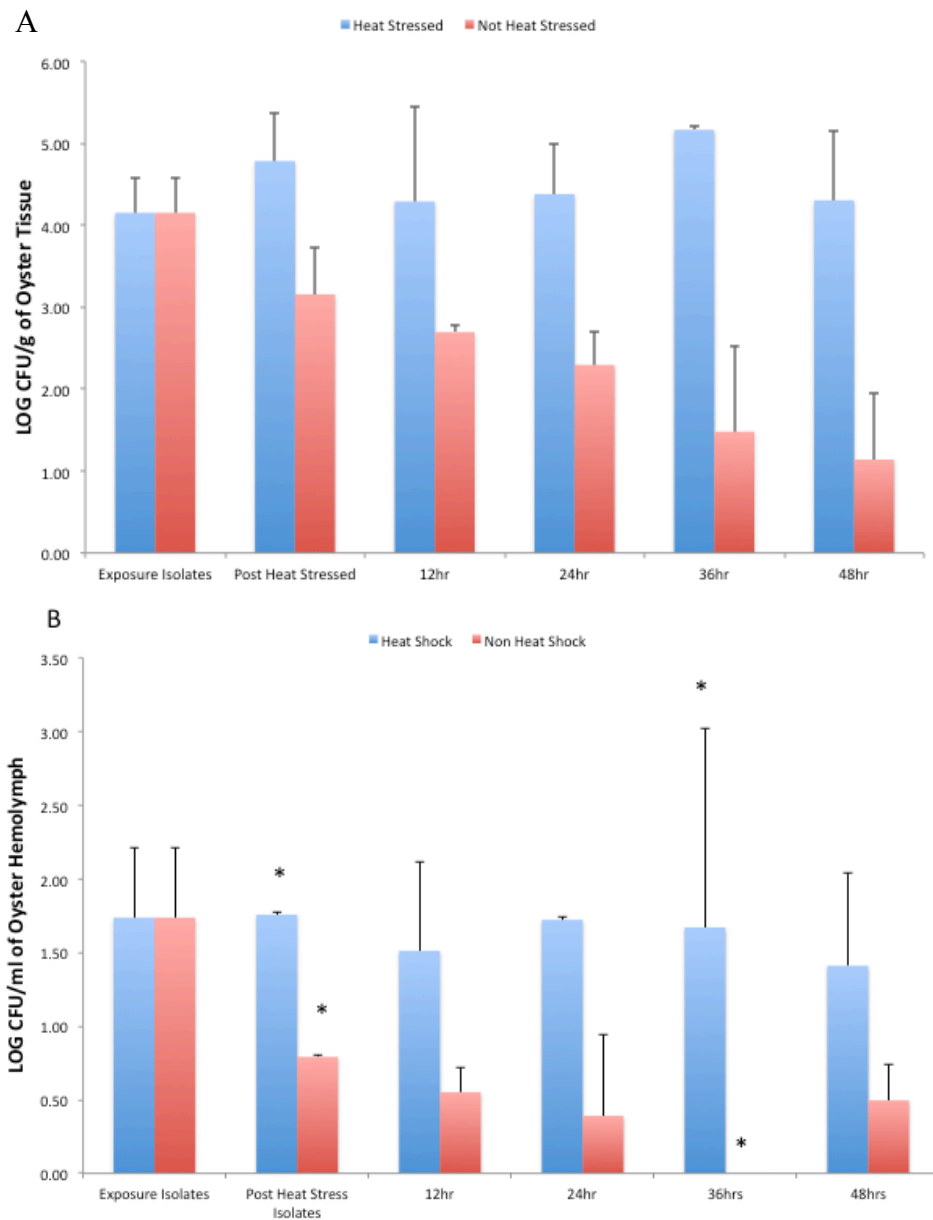 A
Heat Stressed Not Heat Stressed
6.00
5.00
4.00
3.00
2.00
1.00
0.00
LOG CFU/g of Oyster Tissue
Exposure Isolates Post Heat Stressed 12hr 24hr 36hr 48hr
B
Heat Shock Non Heat Shock
3.50
3.00
2.50
2.00
1.50
1.00
0.50
0.00
LOG CFU/ml of Oyster Hemolymph
*
*
*
*
Exposure Isolates Post Heat Stress 12hr 24hr 36hrs 48hrs
Isolates